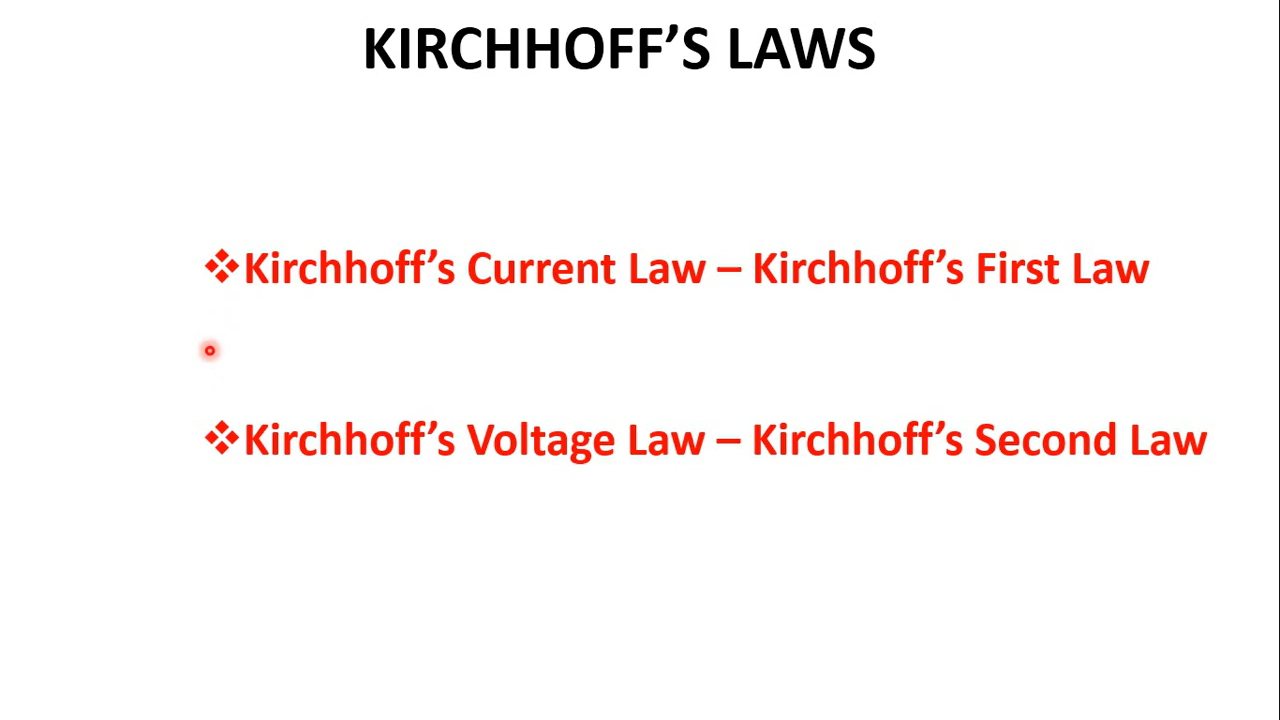 KIRCHHOFF’S LAWS
❖Kirchhoff’s Current Law – Kirchhoff’s First Law
❖Kirchhoff’s Voltage Law – Kirchhoff’s Second Law